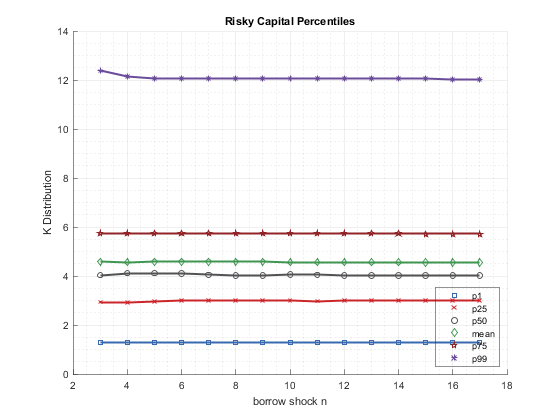 Risky Capital Percentiles
14
12
10
8
6
4
2
0
K Distribution
2
4
6
8
10
12
14
16
18
borrow shock n
p1
p25
p50
mean
p75
p99